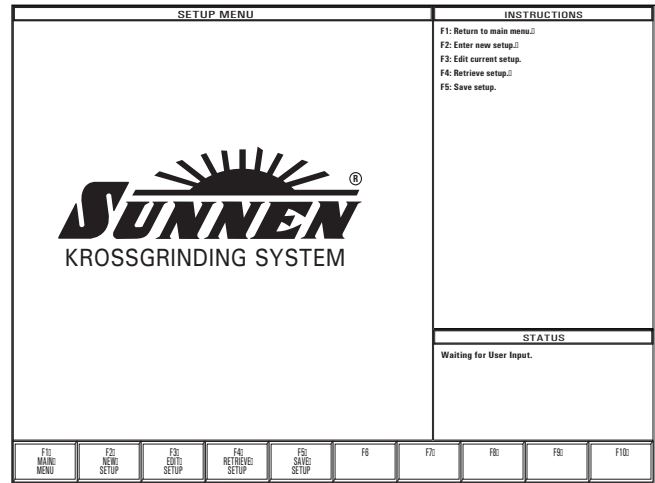 SETUP MENU
INSTRUCTIONS
F1: Return to main menu.
F2: Enter new setup.
F3: Edit current setup.
F4: Retrieve setup.
F5: Save setup.
SUNNEN®
KROSSGRINDING SYSTEM
STATUS
Waiting for User Input.
F1
MAIN
MENU
F2
NEW
SETUP
F3
EDIT
SETUP
F4
RETRIEVE
SETUP
F5
SAVE
SETUP
F6
F7
F8
F9
F10